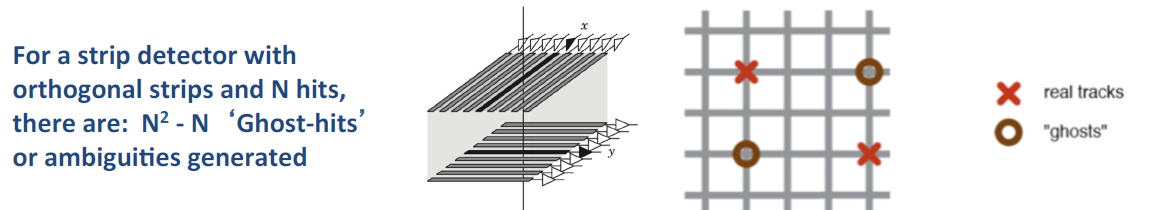 For a strip detector with
orthogonal strips and N hits,
there are:  N² - N  ‘Ghost-hits’
or ambiguities generated
x
y
real tracks
"ghosts"